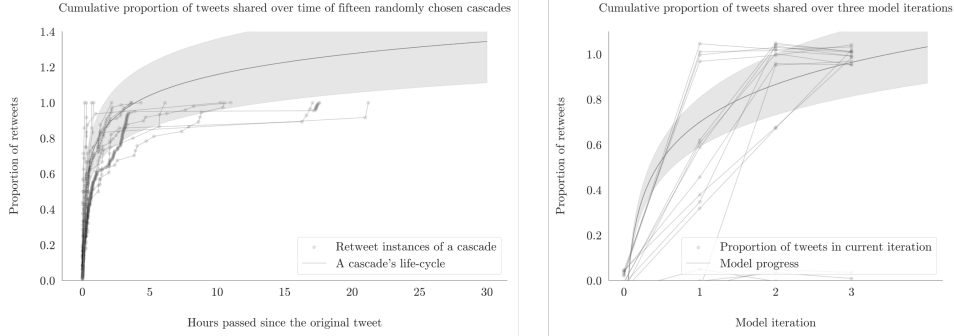 Cumulative proportion of tweets shared over time of fifteen randomly chosen cascades
1.4
1.2
1.0
0.8
0.6
0.4
0.2
0.0
Proportion of retweets
Retweet instances of a cascade
A cascade's life-cycle
0 5 10 15 20 25 30
Hours passed since the original tweet
Cumulative proportion of tweets shared over three model iterations
1.0
0.8
0.6
0.4
0.2
0.0
Proportion of retweets
Proportion of tweets in current iteration
Model progress
0 1 2 3
Model iteration